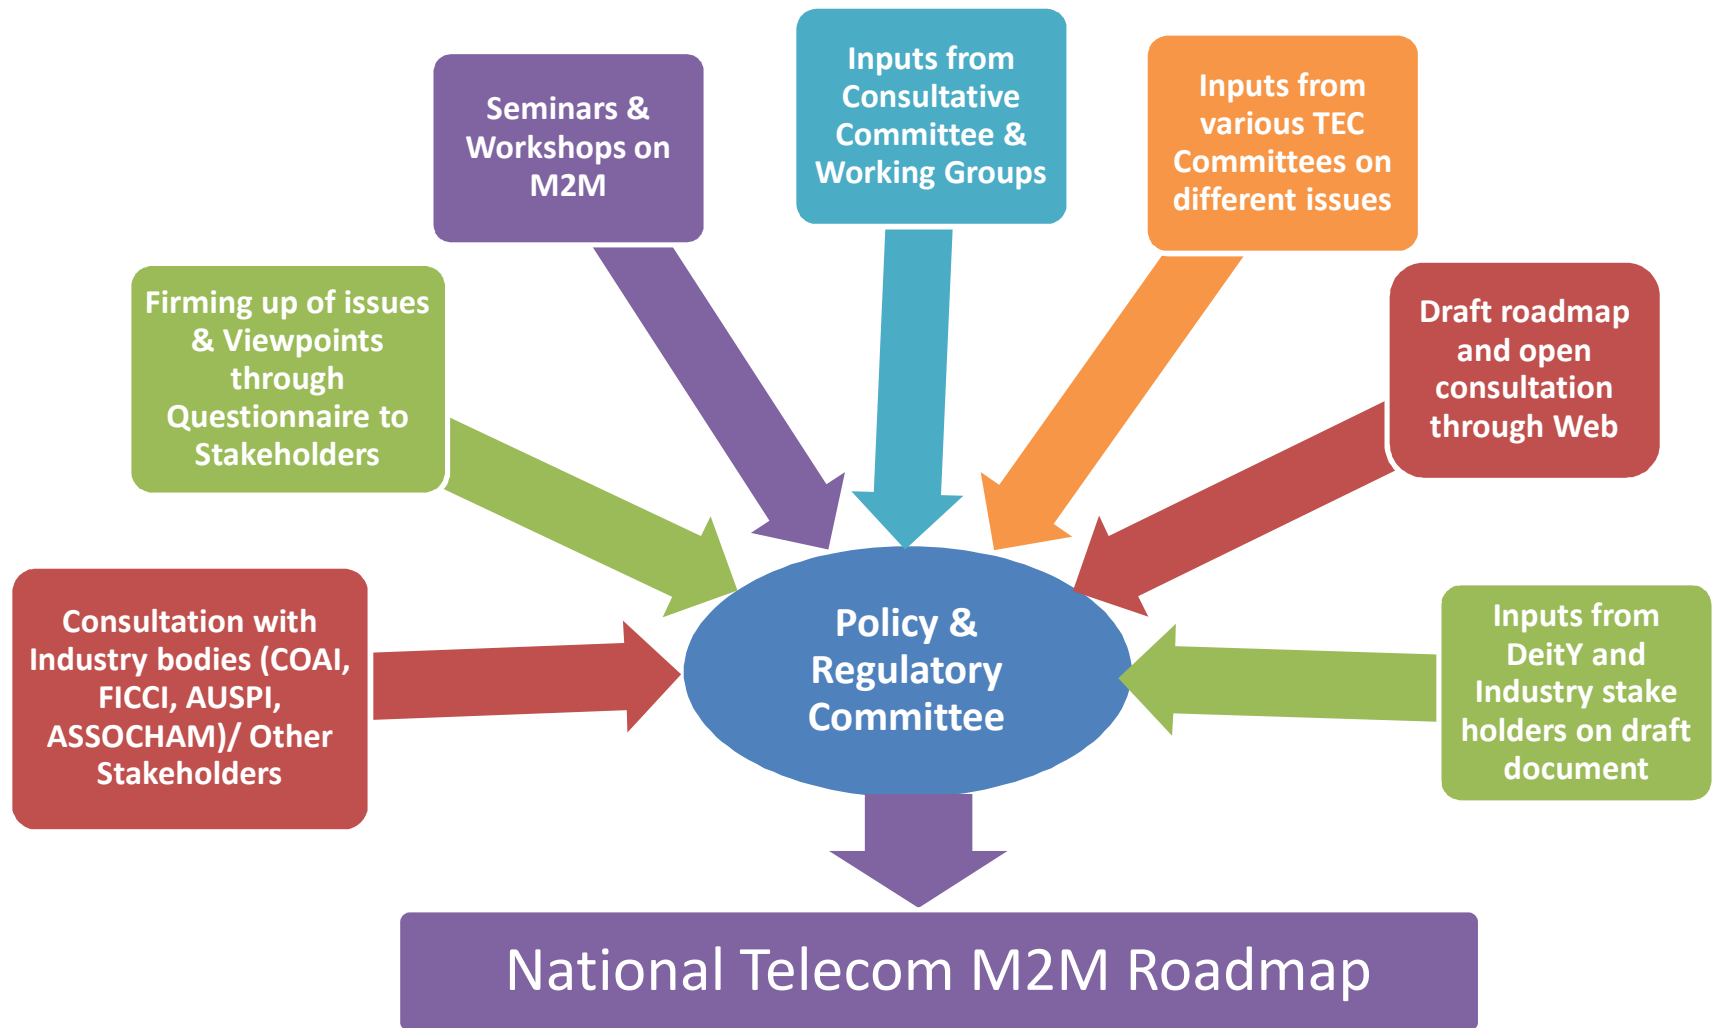 Seminars &
Workshops on
M2M
Inputs from
Consultative
Committee &
Working Groups
Inputs from
various TEC
Committees on
different issues
Firming up of issues
& Viewpoints
through
Questionnaire to
Stakeholders
Draft roadmap
and open
consultation
through Web
Consultation with
Industry bodies (COAI,
FICCI, AUSPI,
ASSOCHAM)/ Other
Stakeholders
Policy &
Regulatory
Committee
Inputs from
DeitY and
Industry stake
holders on draft
document
National Telecom M2M Roadmap